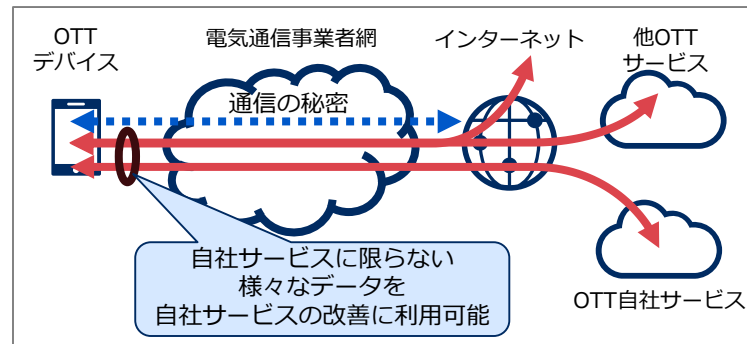 OTT
デバイス
電気通信事業者網
インターネット
他OTT
サービス
通信の秘密
自社サービスに限らない
様々なデータを
自社サービスの改善に利用可能
OTT自社サービス